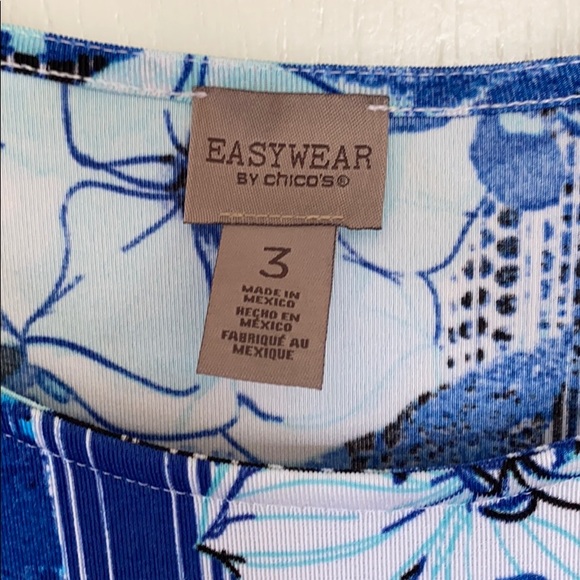 EASYWEAR
BY CHICO'S®
3
MADE IN
MEXICO
HECHO EN
MÉXICO
FABRIQUÉ AU
MEXIQUE